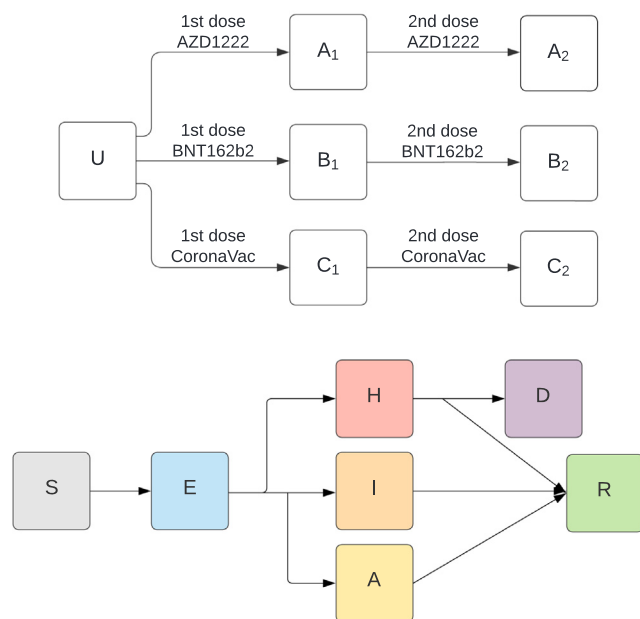 1st dose
AZD1222
A₁
2nd dose
AZD1222
A₂
U
1st dose
BNT162b2
B₁
2nd dose
BNT162b2
B₂
1st dose
CoronaVac
C₁
2nd dose
CoronaVac
C₂
H
D
S
E
I
R
A